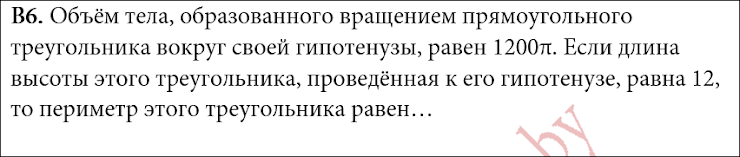 В6. Объём тела, образованного вращением прямоугольного
треугольника вокруг своей гипотенузы, равен 1200π. Если длина
высоты этого треугольника, проведённая к его гипотенузе, равна 12,
то периметр этого треугольника равен…
by